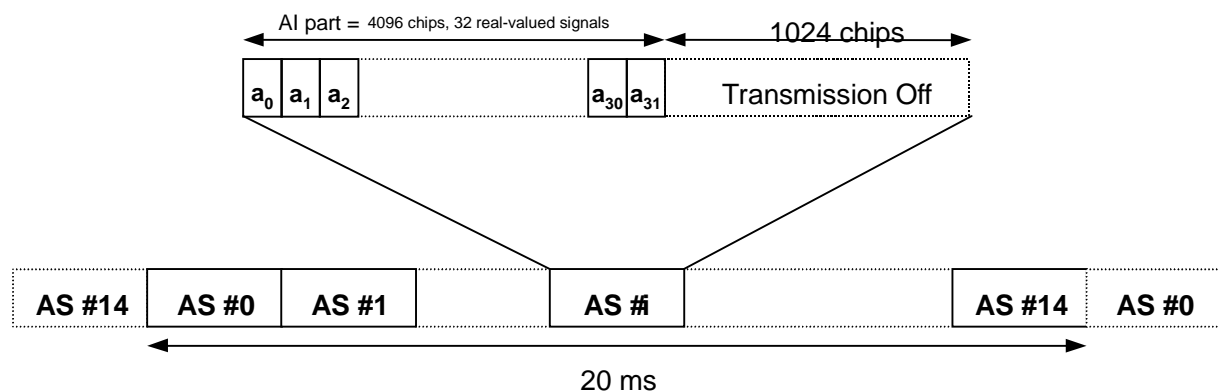 AI part = 4096 chips, 32 real-valued signals
1024 chips
a0 a1 a2 a30 a31 Transmission Off
AS #14 AS #0 AS #1 AS #i AS #14 AS #0
20 ms